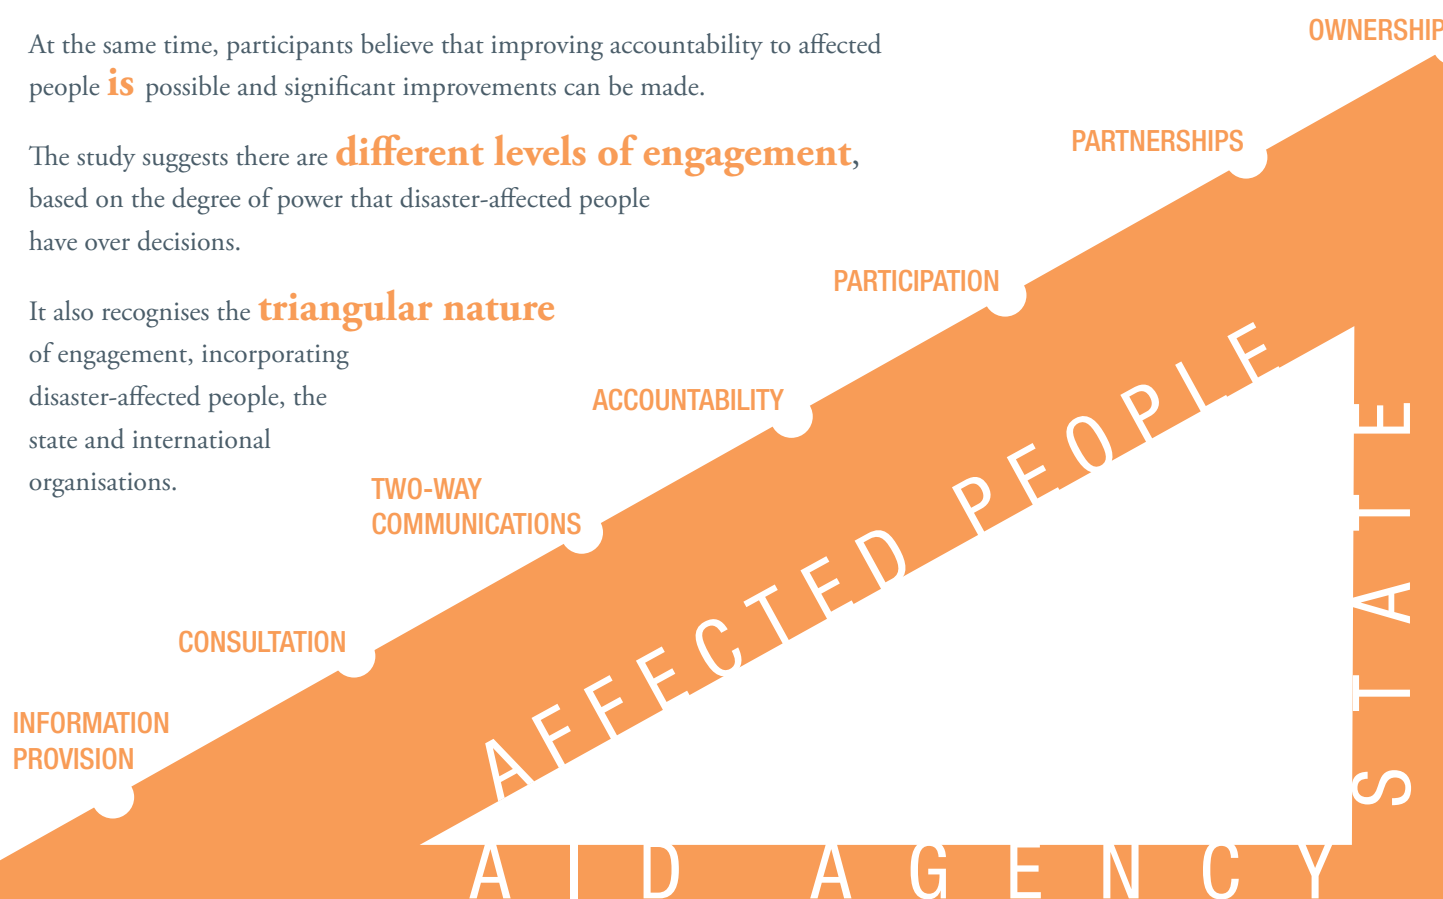 At the same time, participants believe that improving accountability to affected
people is possible and significant improvements can be made.
The study suggests there are different levels of engagement,
based on the degree of power that disaster-affected people
have over decisions.
It also recognises the triangular nature
of engagement, incorporating
disaster-affected people, the
state and international
organisations.
OWNERSHIP
PARTNERSHIPS
PARTICIPATION
ACCOUNTABILITY
TWO-WAY
COMMUNICATIONS
CONSULTATION
INFORMATION
PROVISION
AFFECTED PEOPLE
STATE
AID AGENCY